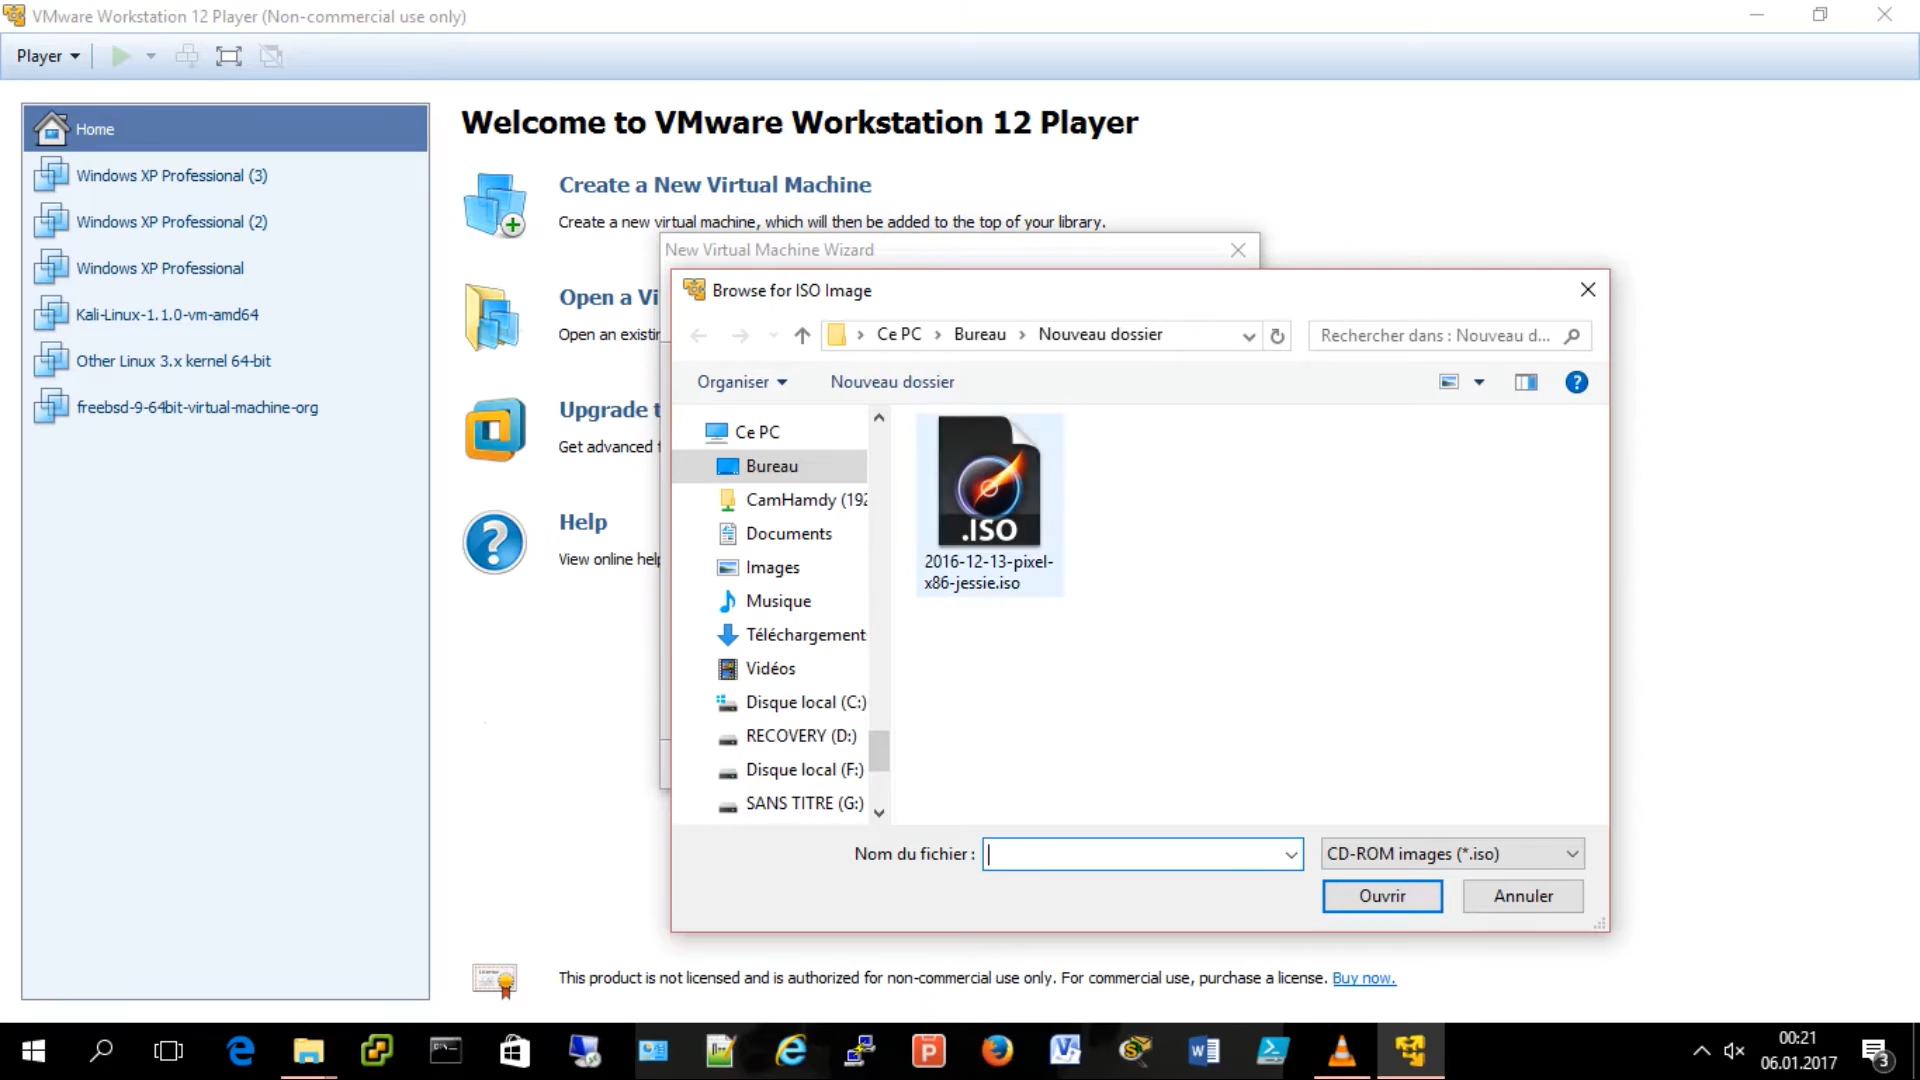 VMware Workstation 12 Player (Non-commercial use only)
Player
Home
Windows XP Professional (3)
Windows XP Professional (2)
Windows XP Professional
Kali-Linux-1.1.0-vm-amd64
Other Linux 3.x kernel 64-bit
freebsd-9-64bit-virtual-machine-org
Welcome to VMware Workstation 12 Player
Create a New Virtual Machine
Create a new virtual machine, which will then be added to the top of your library.
Open a Vi
Open an existin
Upgrade t
Get advanced f
Help
View online help
New Virtual Machine Wizard
Browse for ISO Image
Ce PC
Bureau
Nouveau dossier
Rechercher dans : Nouveau d...
Organiser
Nouveau dossier
Ce PC
Bureau
CamHamdy (192
Documents
Images
Musique
Téléchargement
Vidéos
Disque local (C:)
RECOVERY (D:)
Disque local (F:)
SANS TITRE (G:)
.ISO
2016-12-13-pixel-
x86-jessie.iso
Nom du fichier :
CD-ROM images (*.iso)
Ouvrir
Annuler
This product is not licensed and is authorized for non-commercial use only. For commercial use, purchase a license. Buy now.
00:21
06.01.2017
3